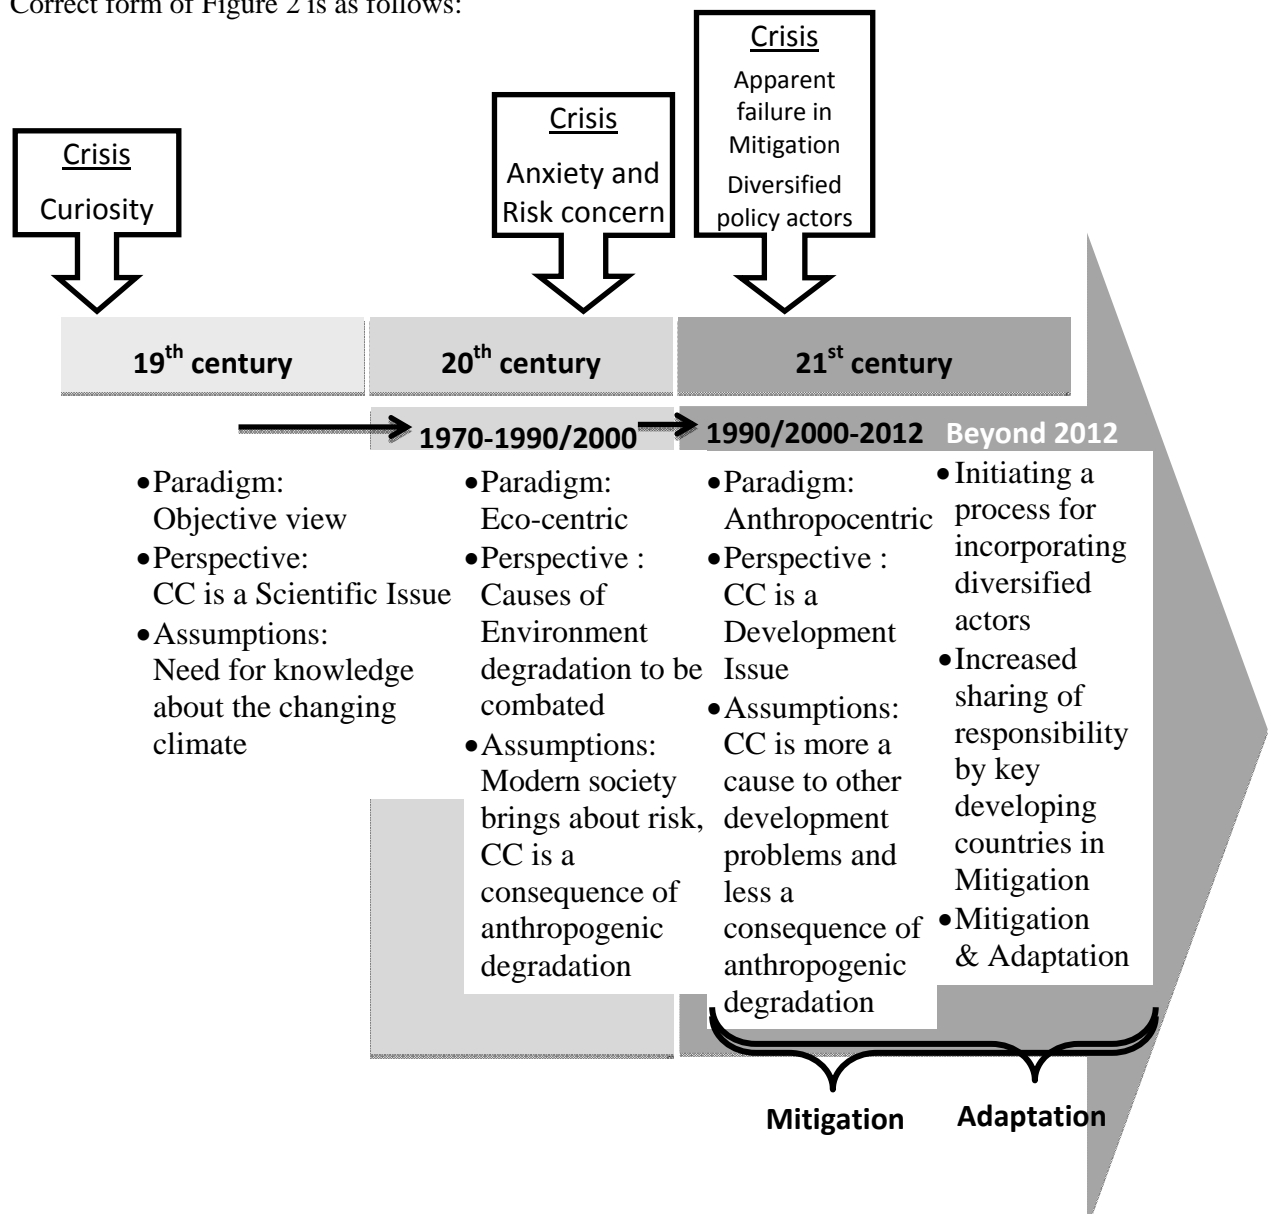 Correct form of Figure 2 is as follows:
Crisis
Curiosity
Crisis
Anxiety and
Risk concern
Crisis
Apparent
failure in
Mitigation
Diversified
policy actors
19th century
20th century
21st century
1970-1990/2000
1990/2000-2012
Beyond 2012
•Paradigm:
Objective view
•Perspective:
CC is a Scientific Issue
•Assumptions:
Need for knowledge
about the changing
climate
•Paradigm:
Eco-centric
•Perspective :
Causes of
Environment
degradation to be
combated
•Assumptions:
Modern society
brings about risk,
CC is a
consequence of
anthropogenic
degradation
•Paradigm:
Anthropocentric
•Perspective :
CC is a
Development
Issue
•Assumptions:
CC is more a
cause to other
development
problems and
less a
consequence of
anthropogenic
degradation
•Initiating a
process for
incorporating
diversified
actors
•Increased
sharing of
responsibility
by key
developing
countries in
Mitigation
•Mitigation
& Adaptation
Mitigation
Adaptation